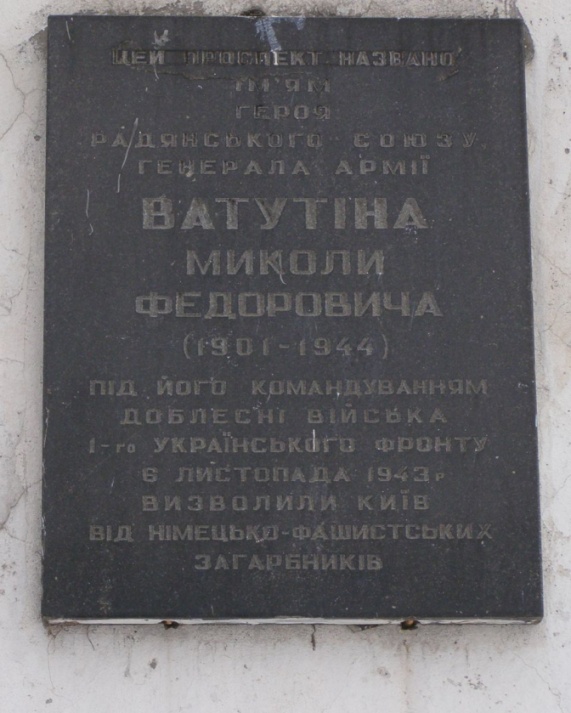 ЦЕЙ ПРОСПЕКТ НАЗВАНО
ІМ'ЯМ
ГЕРОЯ
РАДЯНСЬКОГО СОЮЗУ,
ГЕНЕРАЛА АРМІЇ
ВАТУТІНА
МИКОЛИ
ФЕДОРОВИЧА
(1901-1944)
ПІД ЙОГО КОМАНДУВАННЯМ
ДОБЛЕСНІ ВІЙСЬКА
1-го УКРАЇНСЬКОГО ФРОНТУ
6 ЛИСТОПАДА 1943р
ВИЗВОЛИЛИ КИЇВ
ВІД НІМЕЦЬКО-ФАШИСТСЬКИХ
ЗАГАРБНИКІВ